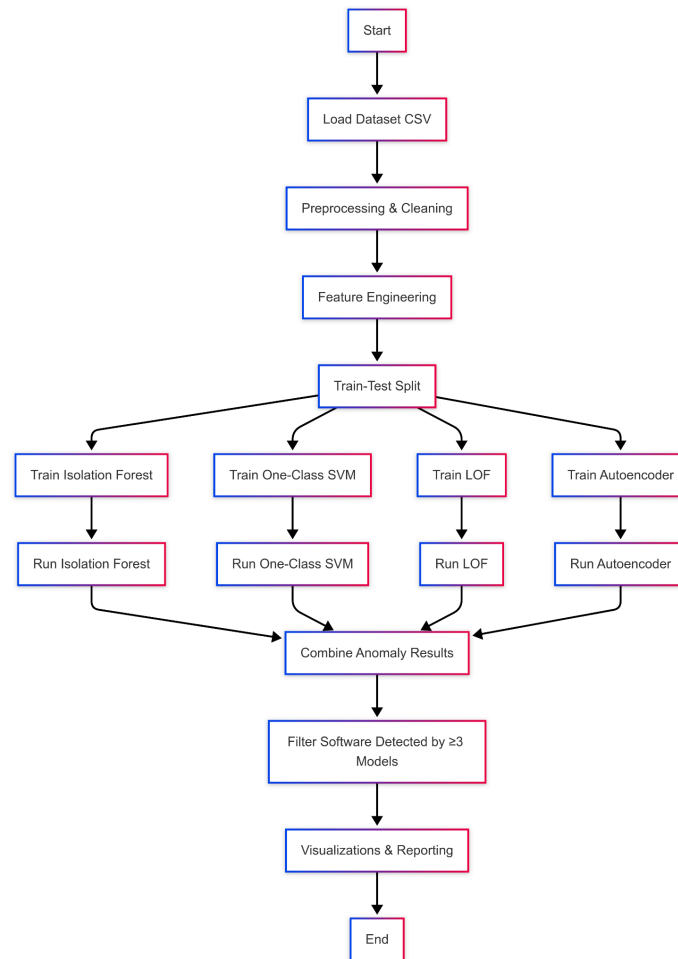 Start
Load Dataset CSV
Preprocessing & Cleaning
Feature Engineering
Train-Test Split
Train Isolation Forest
Train One-Class SVM
Train LOF
Train Autoencoder
Run Isolation Forest
Run One-Class SVM
Run LOF
Run Autoencoder
Combine Anomaly Results
Filter Software Detected by ≥3
Models
Visualizations & Reporting
End